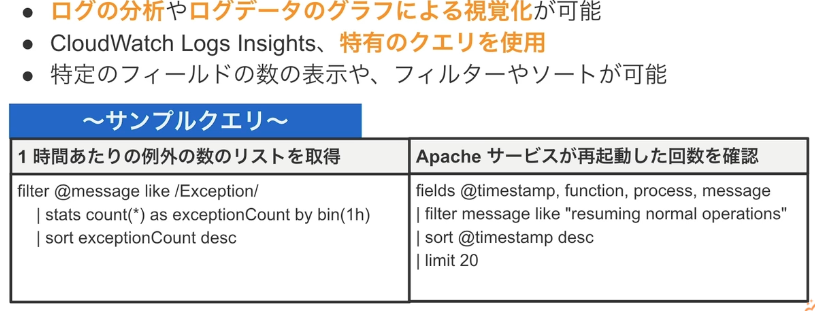 ● ログの分析やログデータのグラフによる視覚化が可能
● CloudWatch Logs Insights、特有のクエリを使用
● 特定のフィールドの数の表示や、フィルターやソートが可能
～サンプルクエリ～
1 時間あたりの例外の数のリストを取得
filter @message like /Exception/
| stats count(*) as exceptionCount by bin(1h)
| sort exceptionCount desc
Apache サービスが再起動した回数を確認
fields @timestamp, function, process, message
| filter message like "resuming normal operations"
| sort @timestamp desc
| limit 20